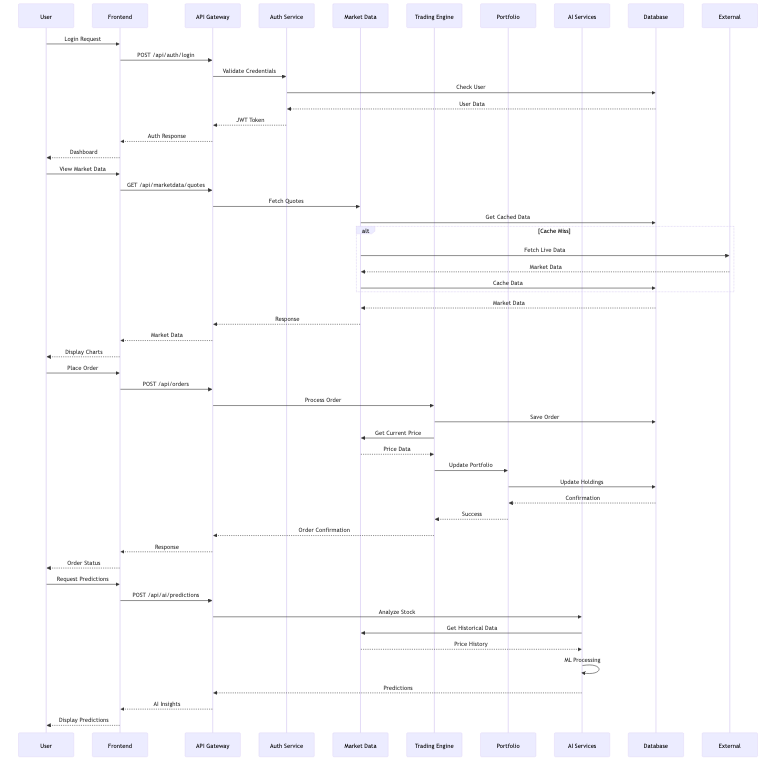 User Frontend API Gateway Auth Service Market Data Trading Engine Portfolio AI Services Database External
Login Request
POST /api/auth/login
Validate Credentials
Check User
User Data
JWT Token
Auth Response
Dashboard
View Market Data
GET /api/marketdata/quotes
Fetch Quotes
Get Cached Data
alt [Cache Miss]
Fetch Live Data
Market Data
Cache Data
Market Data
Response
Market Data
Display Charts
Place Order
POST /api/orders
Process Order
Save Order
Get Current Price
Price Data
Update Portfolio
Update Holdings
Confirmation
Success
Order Confirmation
Response
Order Status
Request Predictions
POST /api/ai/predictions
Analyze Stock
Get Historical Data
Price History
ML Processing
Predictions
AI Insights
Display Predictions
User Frontend API Gateway Auth Service Market Data Trading Engine Portfolio AI Services Database External